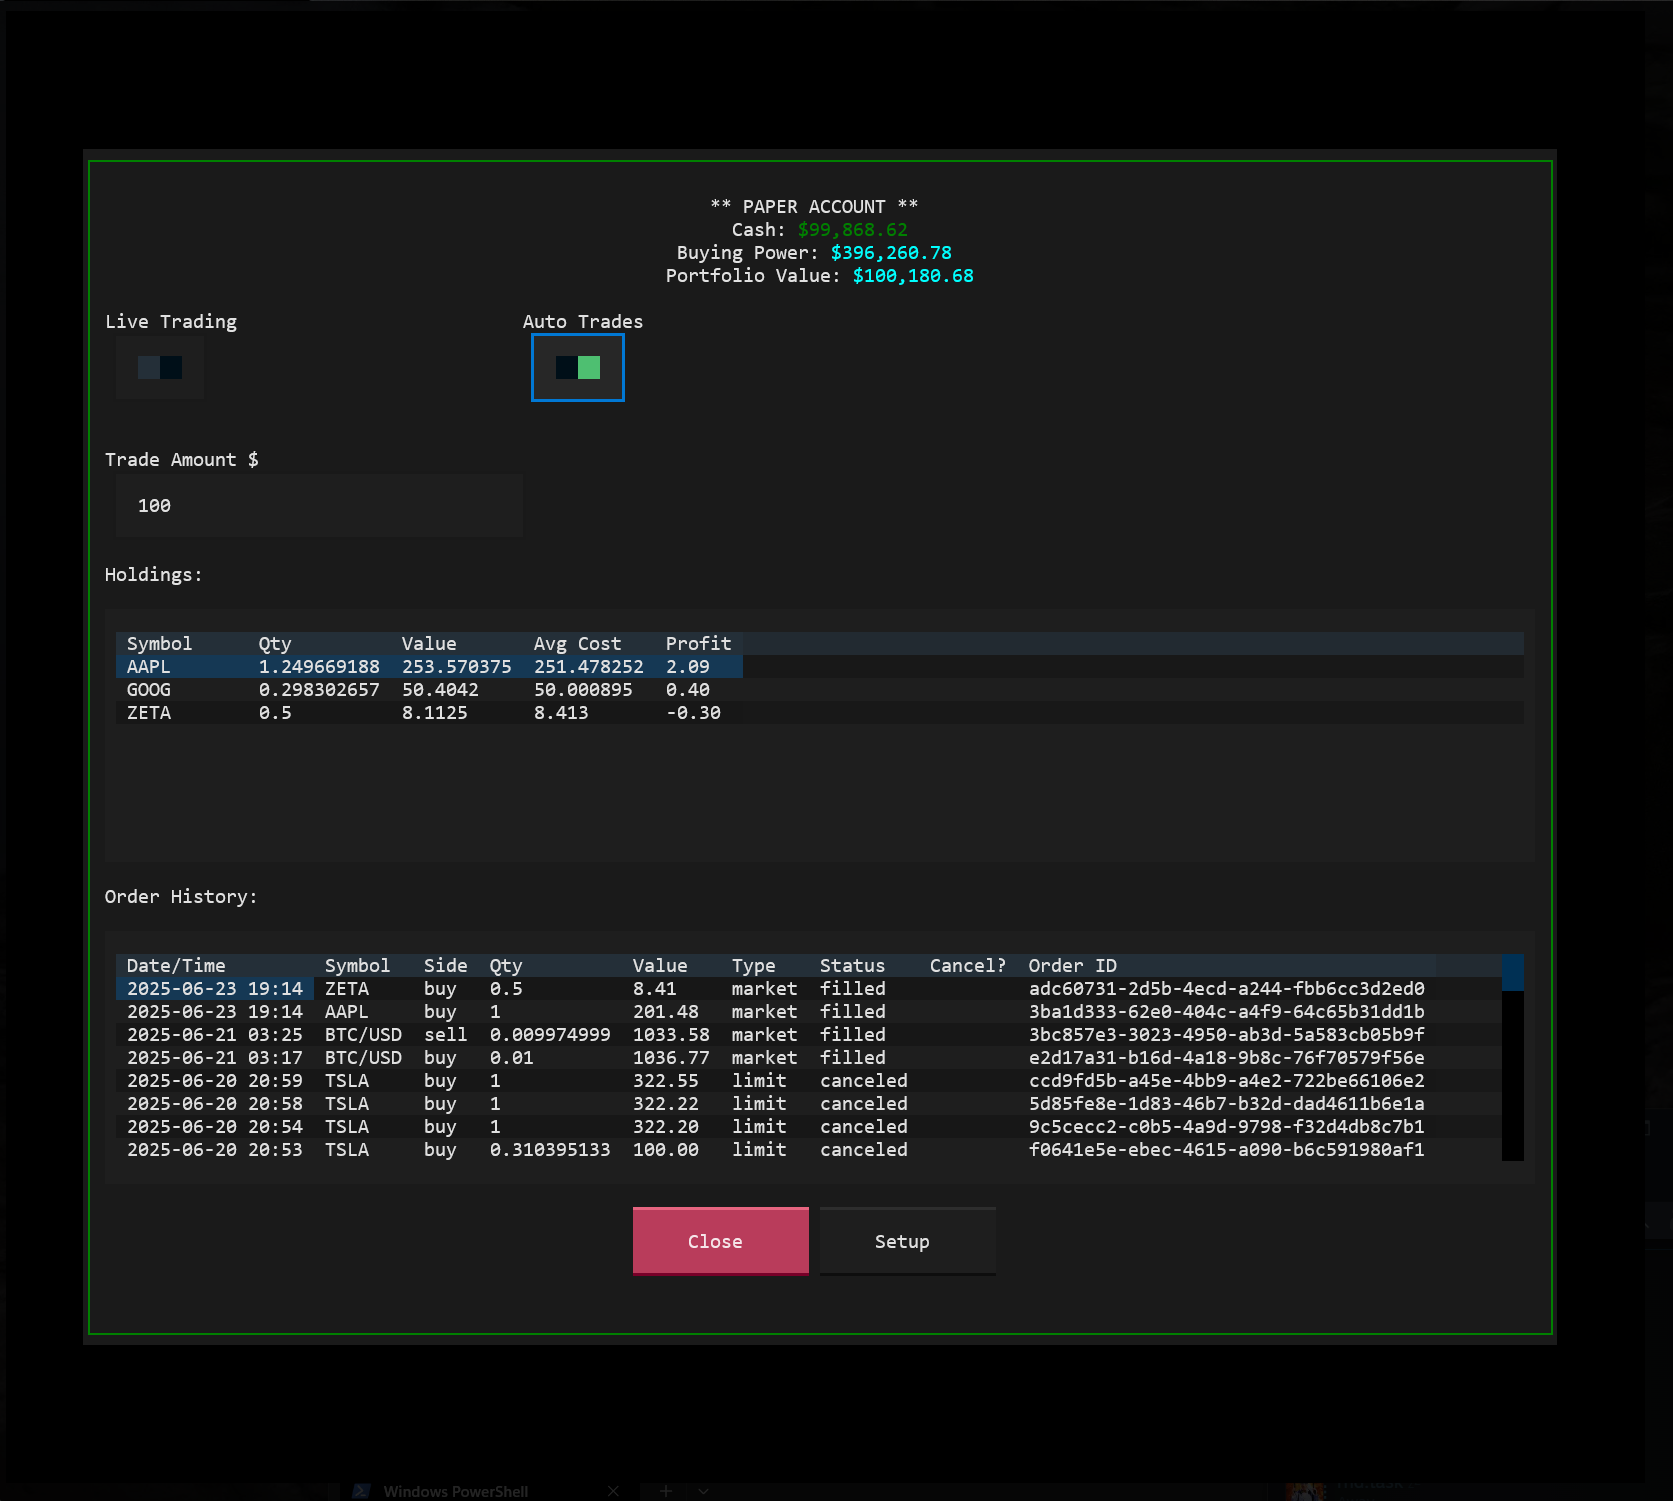 ** PAPER ACCOUNT **
Cash: $99,868.62
Buying Power: $396,260.78
Portfolio Value: $100,180.68
Live Trading Auto Trades
Trade Amount $
100
Holdings:
Symbol Qty Value Avg Cost Profit
AAPL 1.249669188 253.570375 251.478252 2.09
GOOG 0.298302657 50.4042 50.000895 0.40
ZETA 0.5 8.1125 8.413 -0.30
Order History:
Date/Time Symbol Side Qty Value Type Status Cancel? Order ID
2025-06-23 19:14 ZETA buy 0.5 8.41 market filled adc60731-2d5b-4ecd-a244-fbb6cc3d2ed0
2025-06-23 19:14 AAPL buy 1 201.48 market filled 3ba1d333-62e0-404c-a4f9-64c65b31dd1b
2025-06-21 03:25 BTC/USD sell 0.009974999 1033.58 market filled 3bc857e3-3023-4950-ab3d-5a583cb05b9f
2025-06-21 03:17 BTC/USD buy 0.01 1036.77 market filled e2d17a31-b16d-4a18-9b8c-76f70579f56e
2025-06-20 20:59 TSLA buy 1 322.55 limit canceled ccd9fd5b-a45e-4bb9-a4e2-722be66106e2
2025-06-20 20:58 TSLA buy 1 322.22 limit canceled 5d85fe8e-1d83-46b7-b32d-dad4611b6e1a
2025-06-20 20:54 TSLA buy 1 322.20 limit canceled 9c5cecc2-c0b5-4a9d-9798-f32d4db8c7b1
2025-06-20 20:53 TSLA buy 0.310395133 100.00 limit canceled f0641e5e-ebec-4615-a090-b6c591980af1
Close Setup
Windows PowerShell